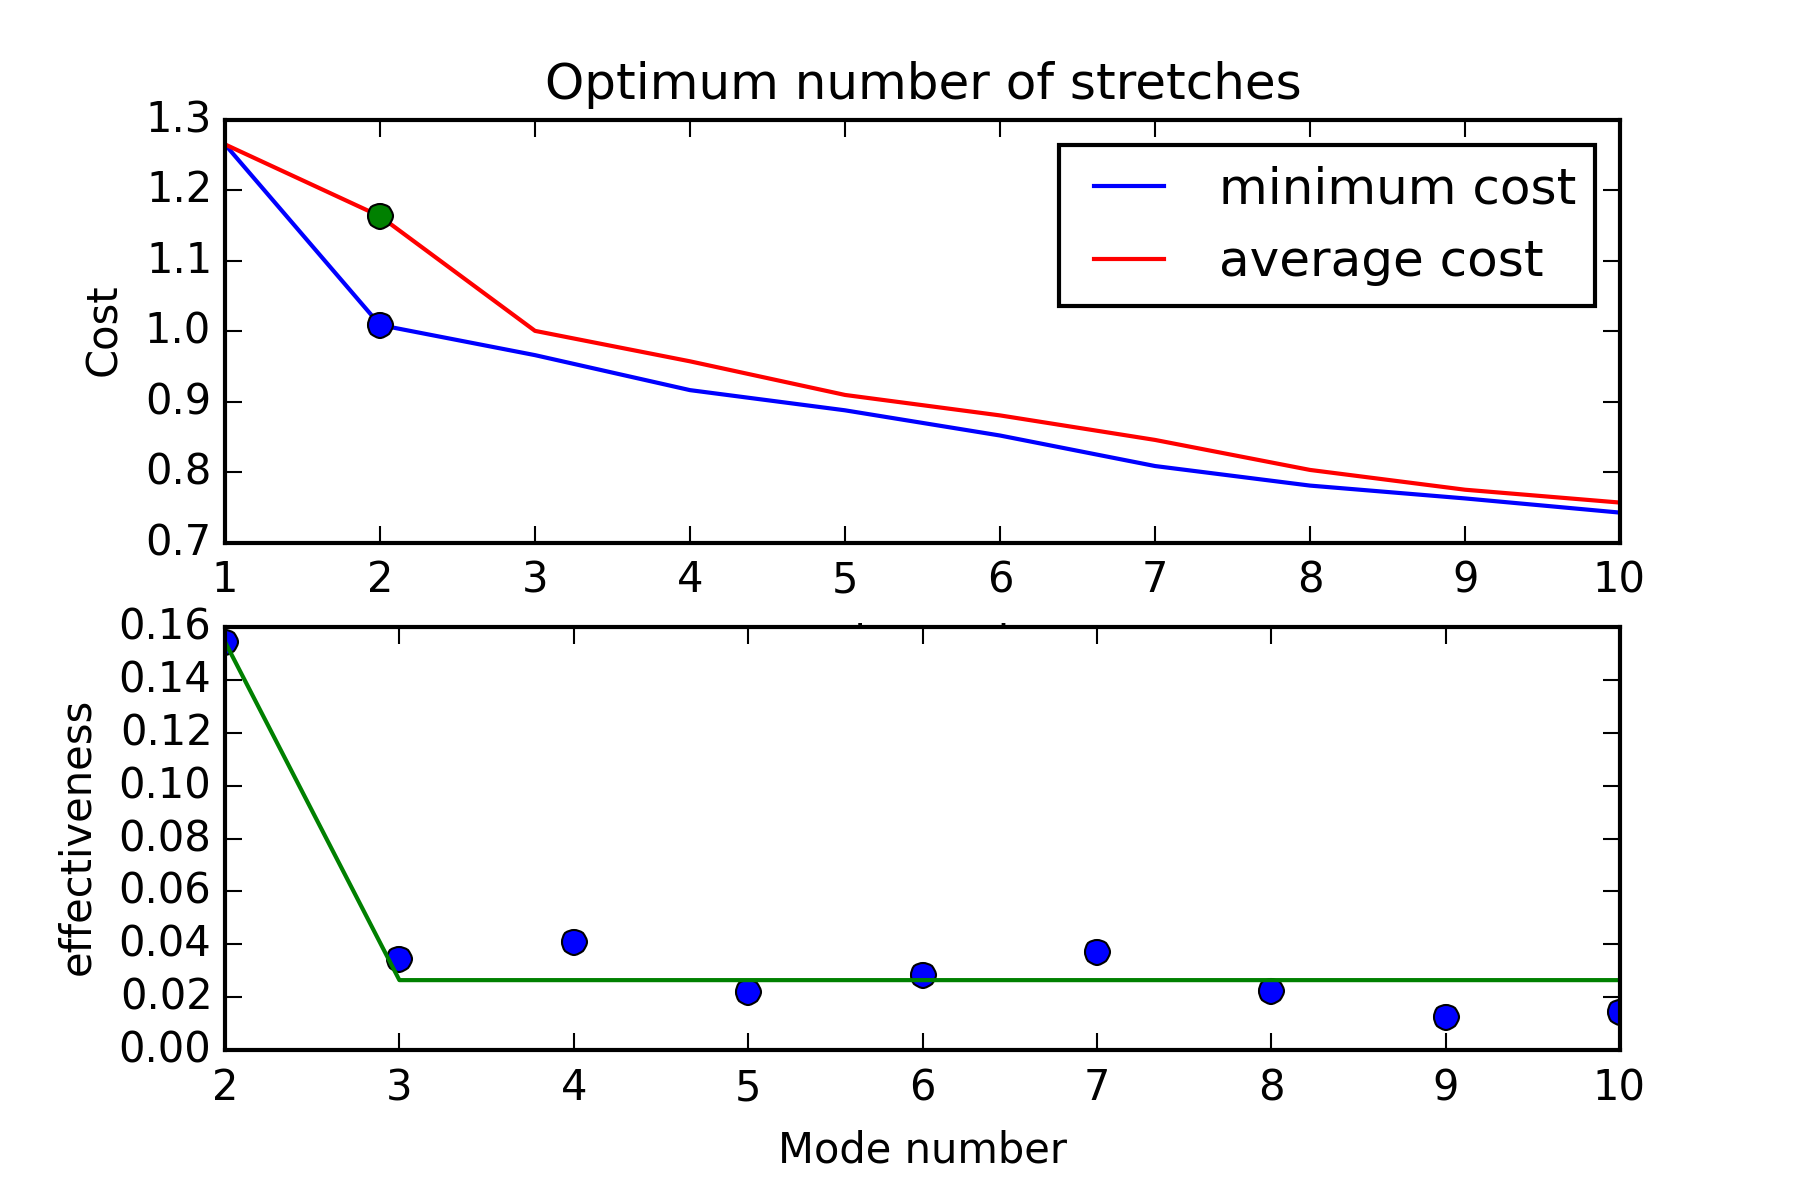 Optimum number of stretches
1.3
1.2
1.1
1.0
0.9
0.8
0.7
Cost
minimum cost
average cost
1 2 3 4 5 6 7 8 9 10
0.16
0.14
0.12
0.10
0.08
0.06
0.04
0.02
0.00
effectiveness
2 3 4 5 6 7 8 9 10
Mode number